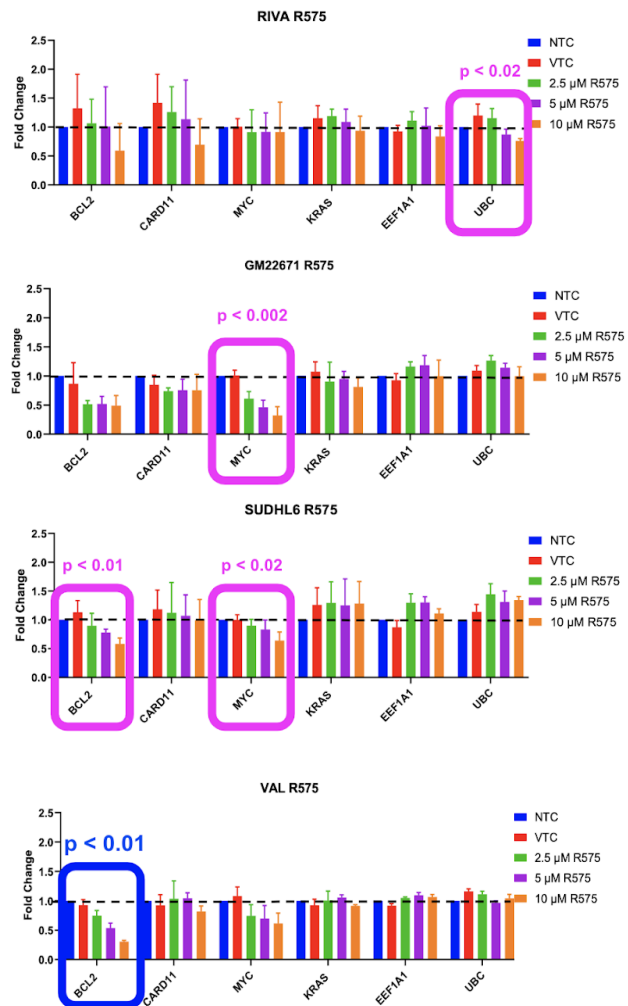 RIVA R575
Fold Change
2.5
2.0
1.5
1.0
0.5
0.0
p < 0.02
NTC
VTC
2.5 µM R575
5 µM R575
10 µM R575
BCL2
CARD11
MYC
KRAS
EEF1A1
UBC
GM22671 R575
Fold Change
2.5
2.0
1.5
1.0
0.5
0.0
p < 0.002
NTC
VTC
2.5 µM R575
5 µM R575
10 µM R575
BCL2
CARD11
MYC
KRAS
EEF1A1
UBC
SUDHL6 R575
Fold Change
2.5
2.0
1.5
1.0
0.5
0.0
p < 0.01
p < 0.02
NTC
VTC
2.5 µM R575
5 µM R575
10 µM R575
BCL2
CARD11
MYC
KRAS
EEF1A1
UBC
VAL R575
Fold Change
2.5
2.0
1.5
1.0
0.5
0.0
p < 0.01
NTC
VTC
2.5 µM R575
5 µM R575
10 µM R575
BCL2
CARD11
MYC
KRAS
EEF1A1
UBC